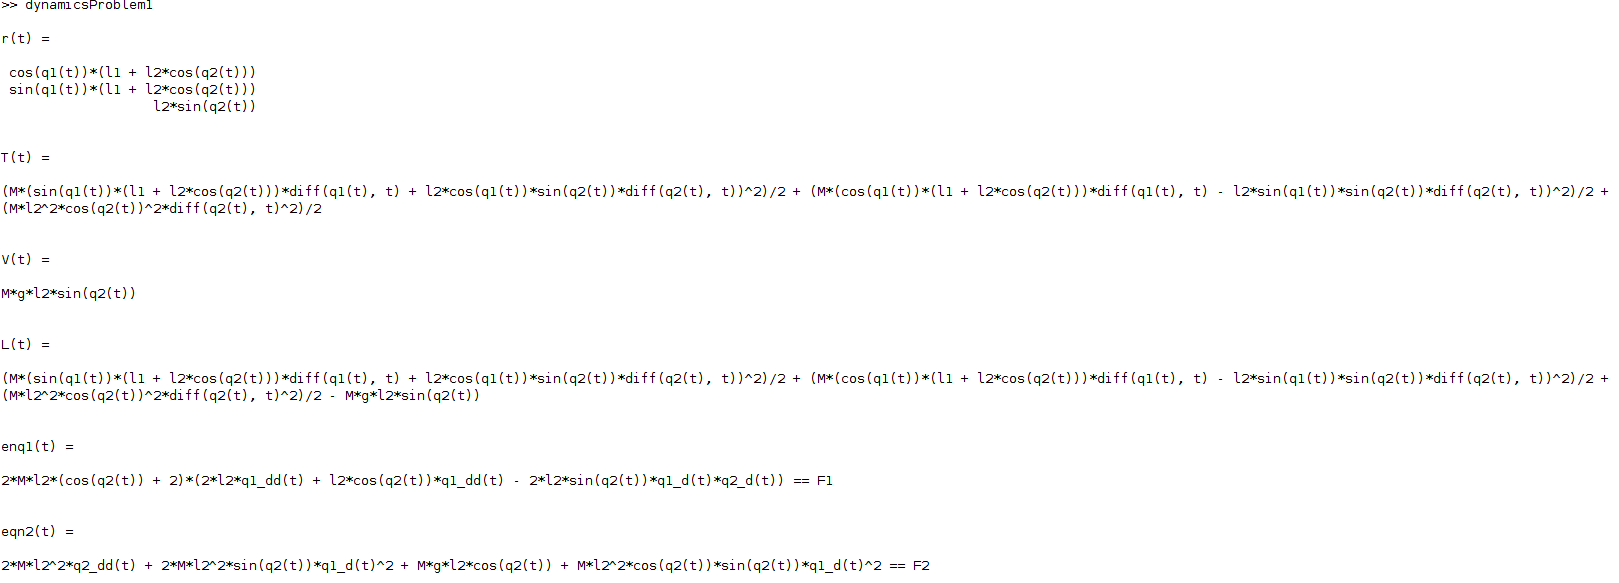 >> dynamicsProblem1
r(t) =
cos(q1(t))*(l1 + l2*cos(q2(t)))
sin(q1(t))*(l1 + l2*cos(q2(t)))
l2*sin(q2(t))
T(t) =
(M*(sin(q1(t))*(l1 + l2*cos(q2(t)))*diff(q1(t), t) + l2*cos(q1(t))*sin(q2(t))*diff(q2(t), t))^2)/2 + (M*(cos(q1(t))*(l1 + l2*cos(q2(t)))*diff(q1(t), t) - l2*sin(q1(t))*sin(q2(t))*diff(q2(t), t))^2)/2 +
(M*l2^2*cos(q2(t))^2*diff(q2(t), t)^2)/2
V(t) =
M*g*l2*sin(q2(t))
L(t) =
(M*(sin(q1(t))*(l1 + l2*cos(q2(t)))*diff(q1(t), t) + l2*cos(q1(t))*sin(q2(t))*diff(q2(t), t))^2)/2 + (M*(cos(q1(t))*(l1 + l2*cos(q2(t)))*diff(q1(t), t) - l2*sin(q1(t))*sin(q2(t))*diff(q2(t), t))^2)/2 +
(M*l2^2*cos(q2(t))^2*diff(q2(t), t)^2)/2 - M*g*l2*sin(q2(t))
enq1(t) =
2*M*l2*(cos(q2(t)) + 2)*(2*l2*q1_dd(t) + l2*cos(q2(t))*q1_dd(t) - 2*l2*sin(q2(t))*q1_d(t)*q2_d(t)) == F1
eqn2(t) =
2*M*l2^2*q2_dd(t) + 2*M*l2^2*sin(q2(t))*q1_d(t)^2 + M*g*l2*cos(q2(t)) + M*l2^2*cos(q2(t))*sin(q2(t))*q1_d(t)^2 == F2